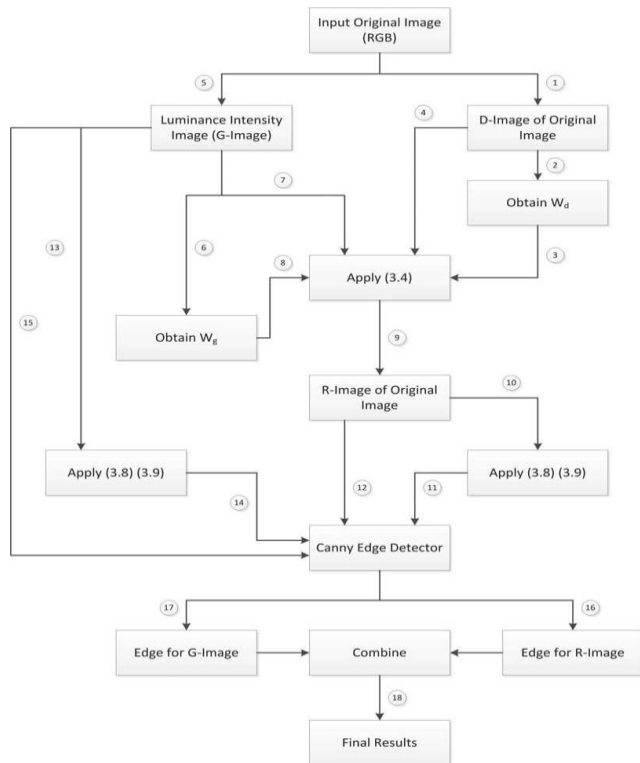 Input Original Image
(RGB)
5
1
Luminance Intensity
Image (G-Image)
4
D-Image of Original
Image
2
7
Obtain Wd
13
6
8
3
Apply (3.4)
15
Obtain Wg
9
R-Image of Original
Image
10
Apply (3.8) (3.9)
12
11
Apply (3.8) (3.9)
14
Canny Edge Detector
17
16
Edge for G-Image
Combine
Edge for R-Image
18
Final Results